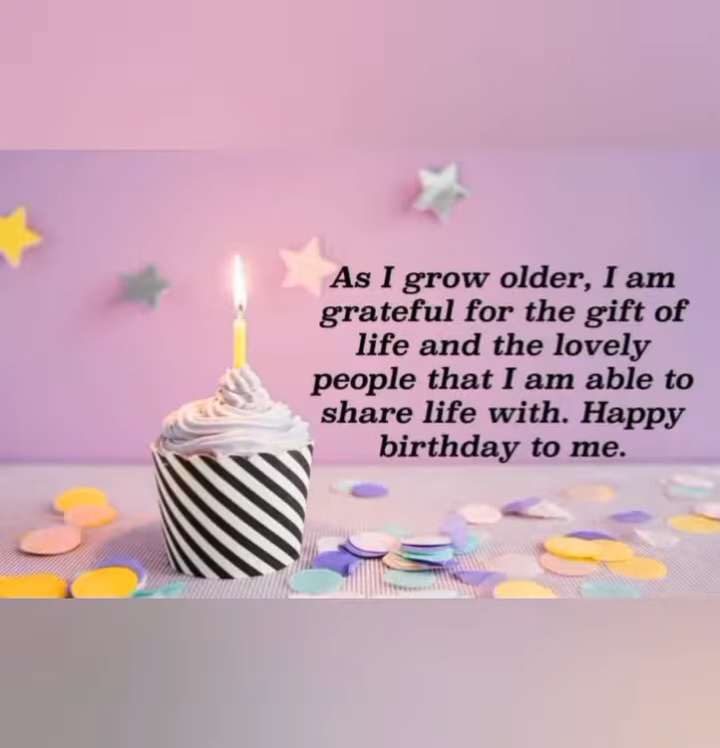 As I grow older, I am
grateful for the gift of
life and the lovely
people that I am able to
share life with. Happy
birthday to me.